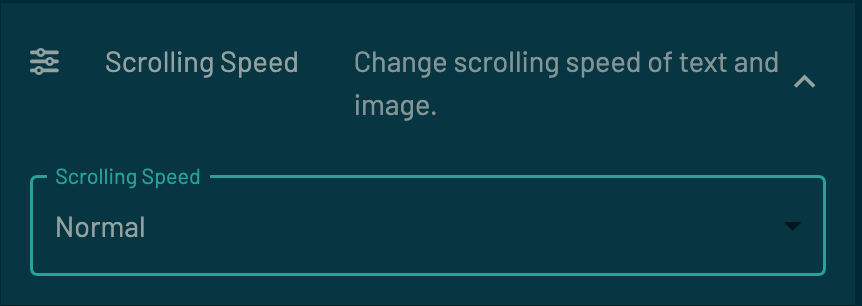 Scrolling Speed
Change scrolling speed of text and
image.
Scrolling Speed
Normal